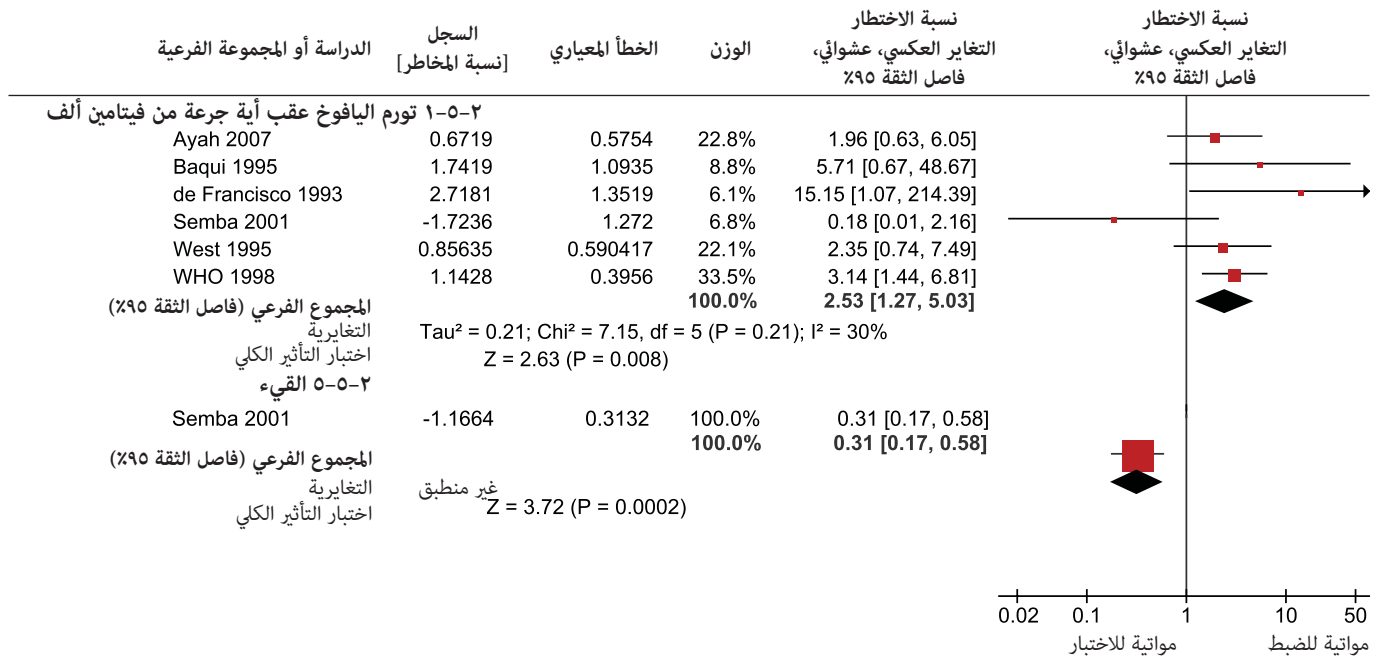 الدراسة أو المجموعة الفرعية
السجل
[نسبة المخاطر]
الخطأ المعياري
الوزن
نسبة الاختطار
التغاير العكسي، عشوائي،
فاصل الثقة ٩٥٪
نسبة الاختطار
التغاير العكسي، عشوائي،
فاصل الثقة ٩٥٪
٢-٥-١ تورم اليافوخ عقب أية جرعة من فيتامين ألف
Ayah 2007 0.6719 0.5754 22.8% 1.96 [0.63, 6.05]
Baqui 1995 1.7419 1.0935 8.8% 5.71 [0.67, 48.67]
de Francisco 1993 2.7181 1.3519 6.1% 15.15 [1.07, 214.39]
Semba 2001 -1.7236 1.272 6.8% 0.18 [0.01, 2.16]
West 1995 0.85635 0.590417 22.1% 2.35 [0.74, 7.49]
WHO 1998 1.1428 0.3956 33.5% 3.14 [1.44, 6.81]
المجموع الفرعي (فاصل الثقة ٩٥٪) 100.0% 2.53 [1.27, 5.03]
التغايرية Tau² = 0.21; Chi² = 7.15, df = 5 (P = 0.21); I² = 30%
اختبار التأثير الكلي Z = 2.63 (P = 0.008)
٢-٥-٥ القيء
Semba 2001 -1.1664 0.3132 100.0% 0.31 [0.17, 0.58]
المجموع الفرعي (فاصل الثقة ٩٥٪) 100.0% 0.31 [0.17, 0.58]
التغايرية غير منطبق
اختبار التأثير الكلي Z = 3.72 (P = 0.0002)
0.02 0.1 1 10 50
مواتية للاختبار مواتية للضبط